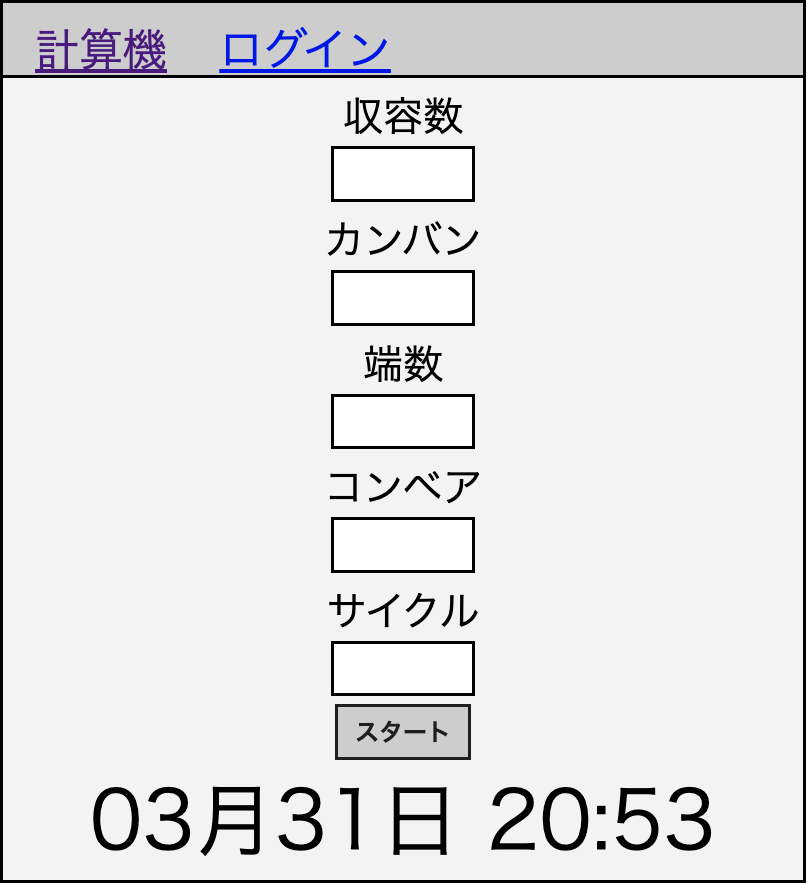 計算機 ログイン
収容数
カンバン
端数
コンベア
サイクル
スタート
03月31日 20:53